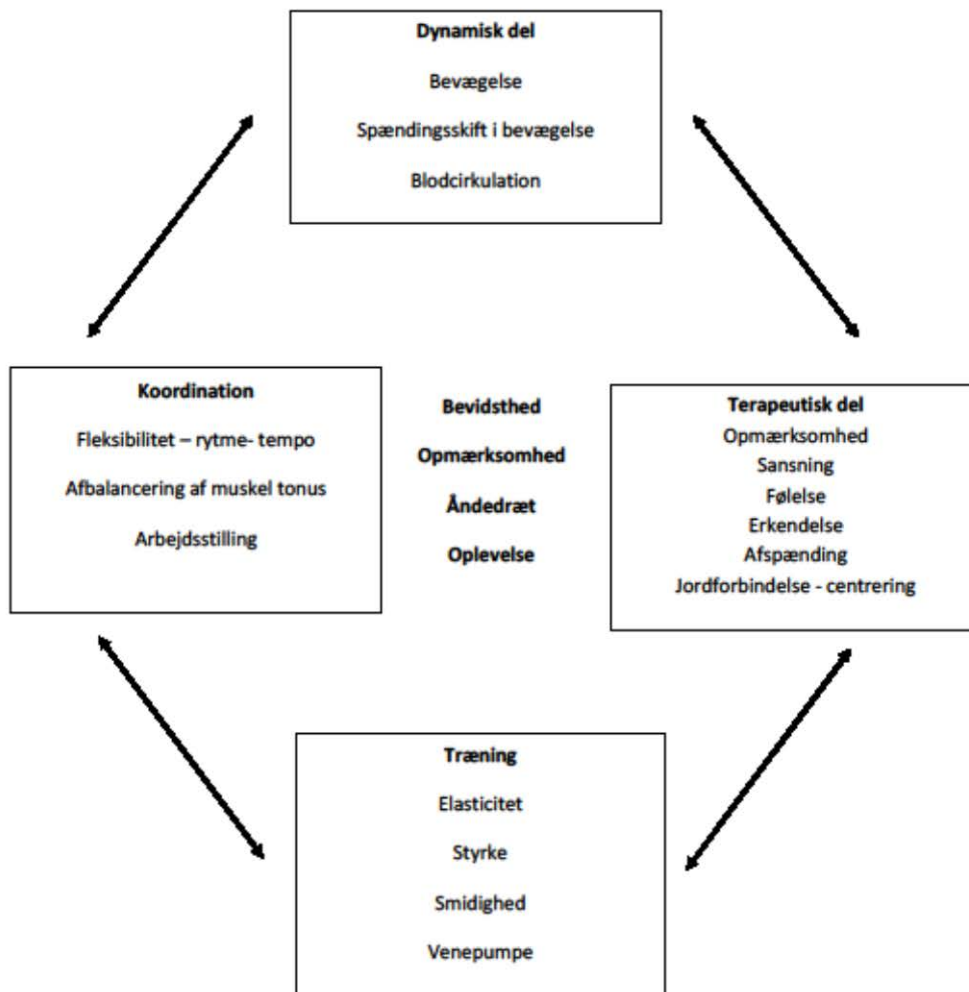 Dynamisk del
Bevægelse
Spændingsskift i bevægelse
Blodcirkulation
Koordination
Fleksibilitet – rytme- tempo
Afbalancering af muskel tonus
Arbejdsstilling
Bevidsthed
Opmærksomhed
Åndedræt
Oplevelse
Terapeutisk del
Opmærksomhed
Sansning
Følelse
Erkendelse
Afspænding
Jordforbindelse - centrering
Træning
Elasticitet
Styrke
Smidighed
Venepumpe